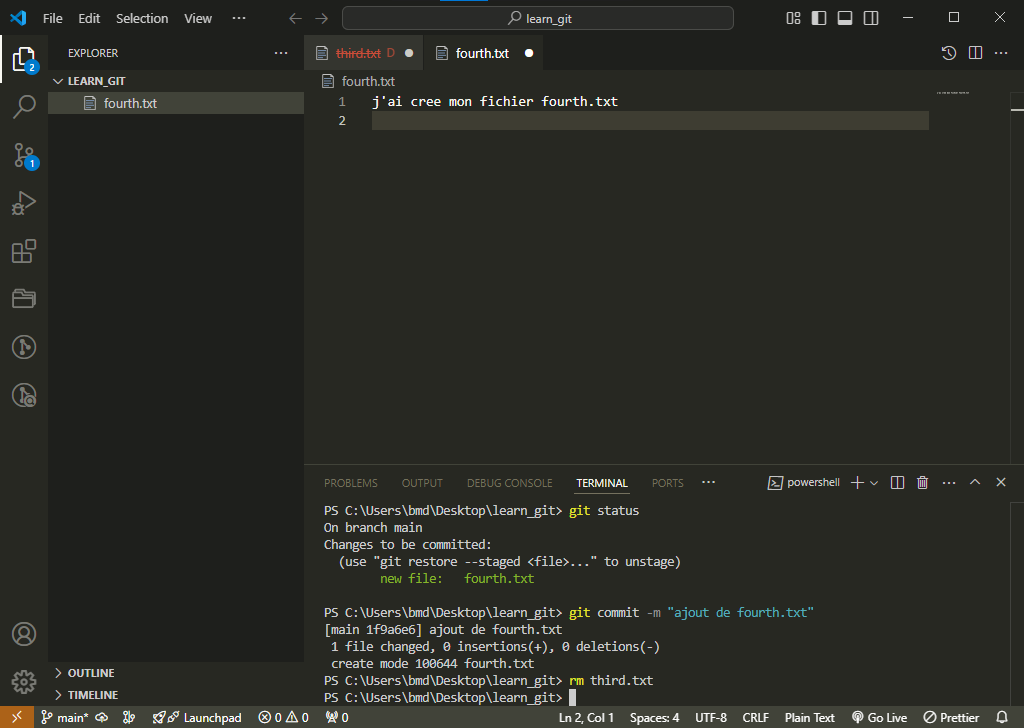 File Edit Selection View ··· learn_git
EXPLORER ···
2
LEARN_GIT
fourth.txt
1
third.txt D
fourth.txt
fourth.txt
1 j'ai cree mon fichier fourth.txt
2
PROBLEMS OUTPUT DEBUG CONSOLE TERMINAL PORTS ··· powershell
PS C:\Users\bmd\Desktop\learn_git> git status
On branch main
Changes to be committed:
(use "git restore --staged <file>..." to unstage)
new file: fourth.txt
PS C:\Users\bmd\Desktop\learn_git> git commit -m "ajout de fourth.txt"
[main 1f9a6e6] ajout de fourth.txt
1 file changed, 0 insertions(+), 0 deletions(-)
create mode 100644 fourth.txt
PS C:\Users\bmd\Desktop\learn_git> rm third.txt
PS C:\Users\bmd\Desktop\learn_git>
OUTLINE
TIMELINE
main* Launchpad 0 0 0 Ln 2, Col 1 Spaces: 4 UTF-8 CRLF Plain Text Go Live Prettier